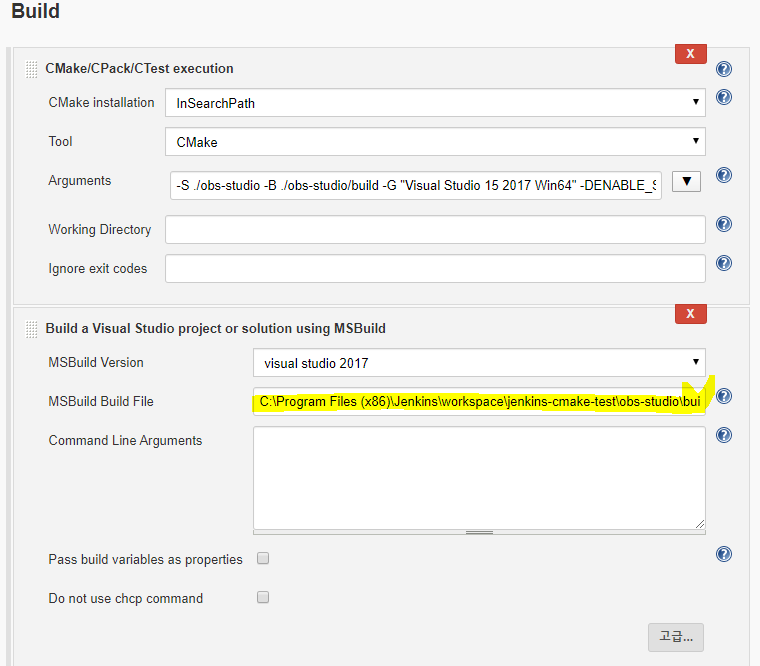 Build
CMake/CPack/CTest execution
X
CMake installation
InSearchPath
Tool
CMake
Arguments
-S ./obs-studio -B ./obs-studio/build -G "Visual Studio 15 2017 Win64" -DENABLE_S
Working Directory
Ignore exit codes
Build a Visual Studio project or solution using MSBuild
X
MSBuild Version
visual studio 2017
MSBuild Build File
C:\Program Files (x86)\Jenkins\workspace\jenkins-cmake-test\obs-studio\bui
Command Line Arguments
Pass build variables as properties
Do not use chcp command
고급...